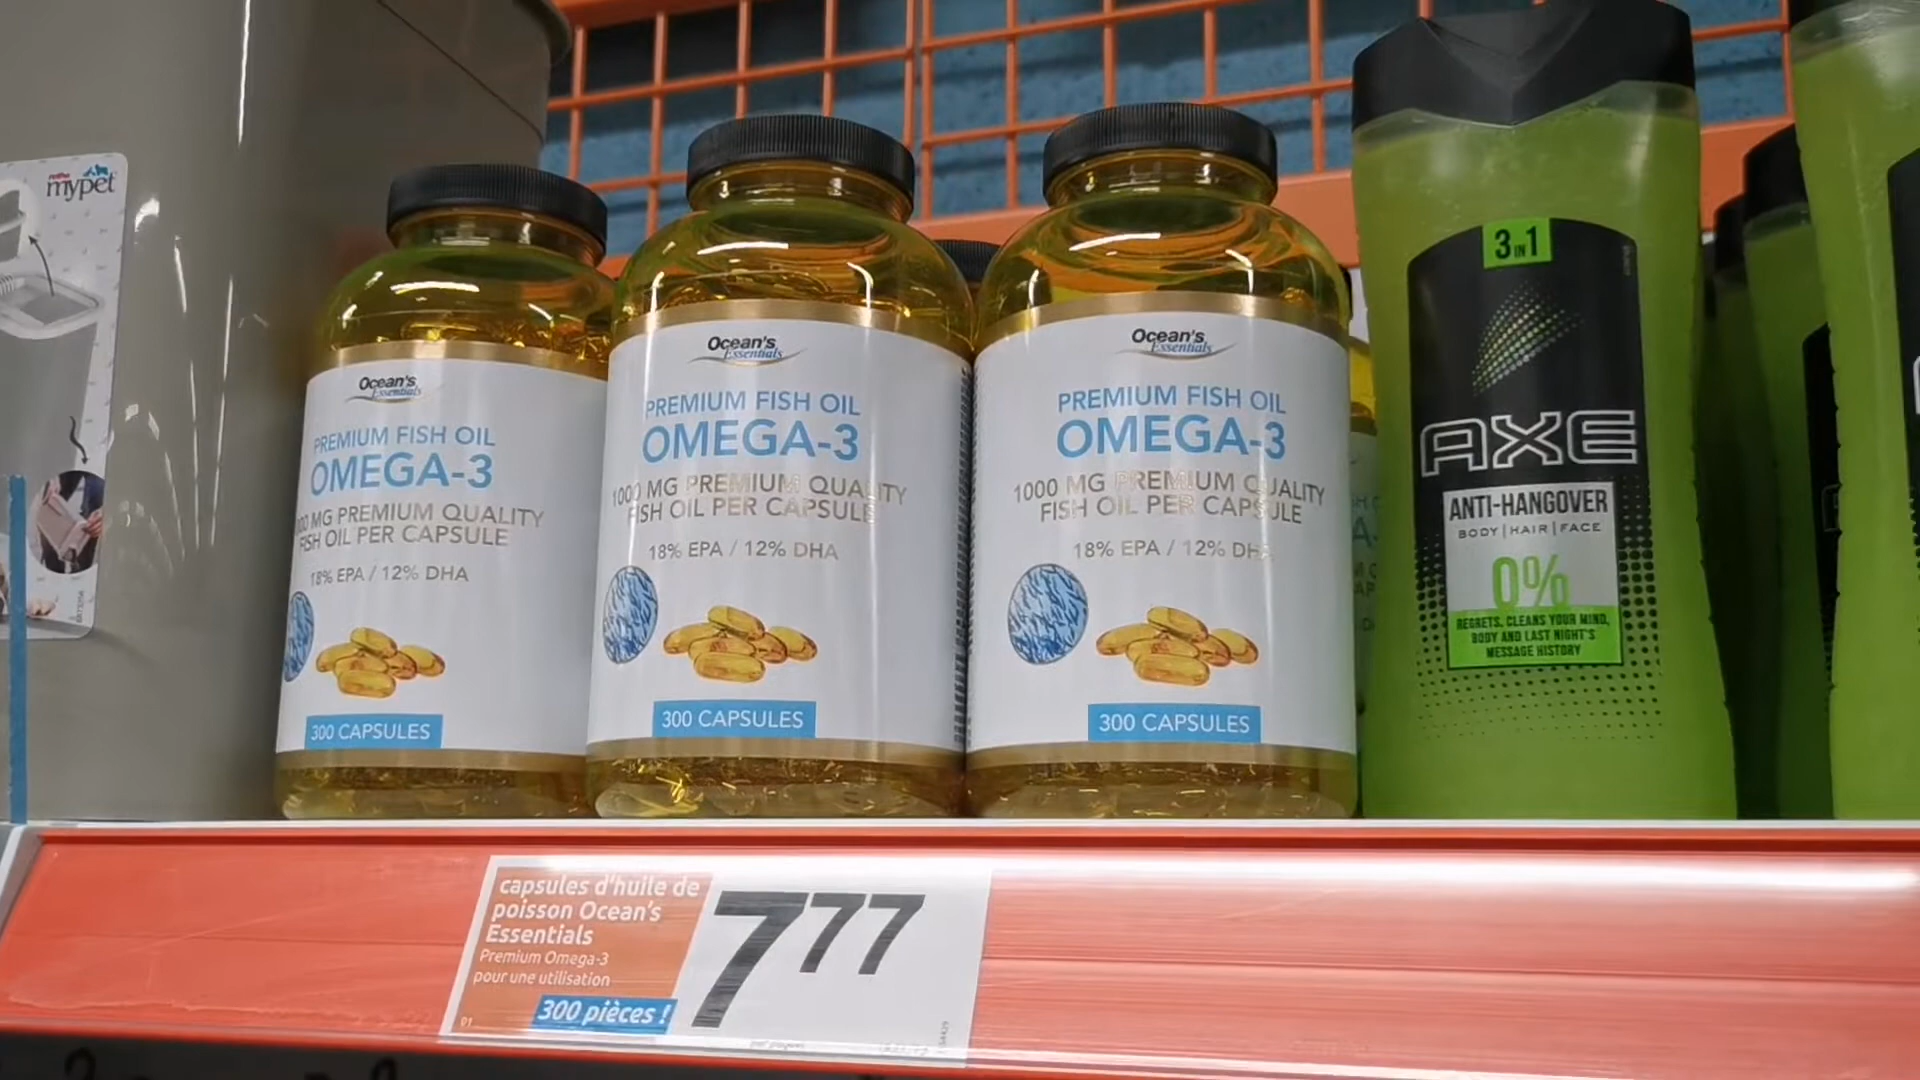 mypet
Ocean's
Essentials
PREMIUM FISH OIL
OMEGA-3
MG PREMIUM QUALITY
FISH OIL PER CAPSULE
18% EPA / 12% DHA
300 CAPSULES
Ocean's
Essentials
PREMIUM FISH OIL
OMEGA-3
1000 MG PREMIUM QUALITY
FISH OIL PER CAPSULE
18% EPA / 12% DHA
300 CAPSULES
Ocean's
Essentials
PREMIUM FISH OIL
OMEGA-3
1000 MG PREMIUM QUALITY
FISH OIL PER CAPSULE
18% EPA / 12% DHA
300 CAPSULES
3 IN 1
AXE
ANTI-HANGOVER
BODY | HAIR | FACE
0%
REGRETS, CLEANS YOUR MIND,
BODY AND LAST NIGHT'S
MESSAGE HISTORY
capsules d'huile de
poisson Ocean's
Essentials
Premium Omega-3
pour une utilisation
300 pièces !
7 77